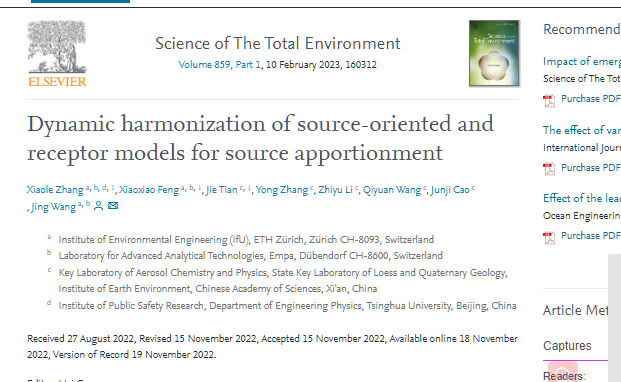 ELSEVIER
Science of The Total Environment
Volume 859, Part 1, 10 February 2023, 160312
Dynamic harmonization of source-oriented and
receptor models for source apportionment
Xiaole Zhang a, b, d, 1, Xiaoxiao Feng a, b, 1, Jie Tian c, 1, Yong Zhang c, Zhiyu Li c, Qiyuan Wang c, Junji Cao c
, Jing Wang a, b
a Institute of Environmental Engineering (IfU), ETH Zürich, Zürich CH-8093, Switzerland
b Laboratory for Advanced Analytical Technologies, Empa, Dübendorf CH-8600, Switzerland
c Key Laboratory of Aerosol Chemistry and Physics, State Key Laboratory of Loess and Quaternary Geology,
Institute of Earth Environment, Chinese Academy of Sciences, Xi'an, China
d Institute of Public Safety Research, Department of Engineering Physics, Tsinghua University, Beijing, China
Received 27 August 2022, Revised 15 November 2022, Accepted 15 November 2022, Available online 18 November
2022, Version of Record 19 November 2022.
Recommend
Impact of emerg
Science of The Tot
Purchase PDF
The effect of var
International Jour
Purchase PDF
Effect of the lea
Ocean Engineerin
Purchase PDF
Article Met
Captures
Readers: